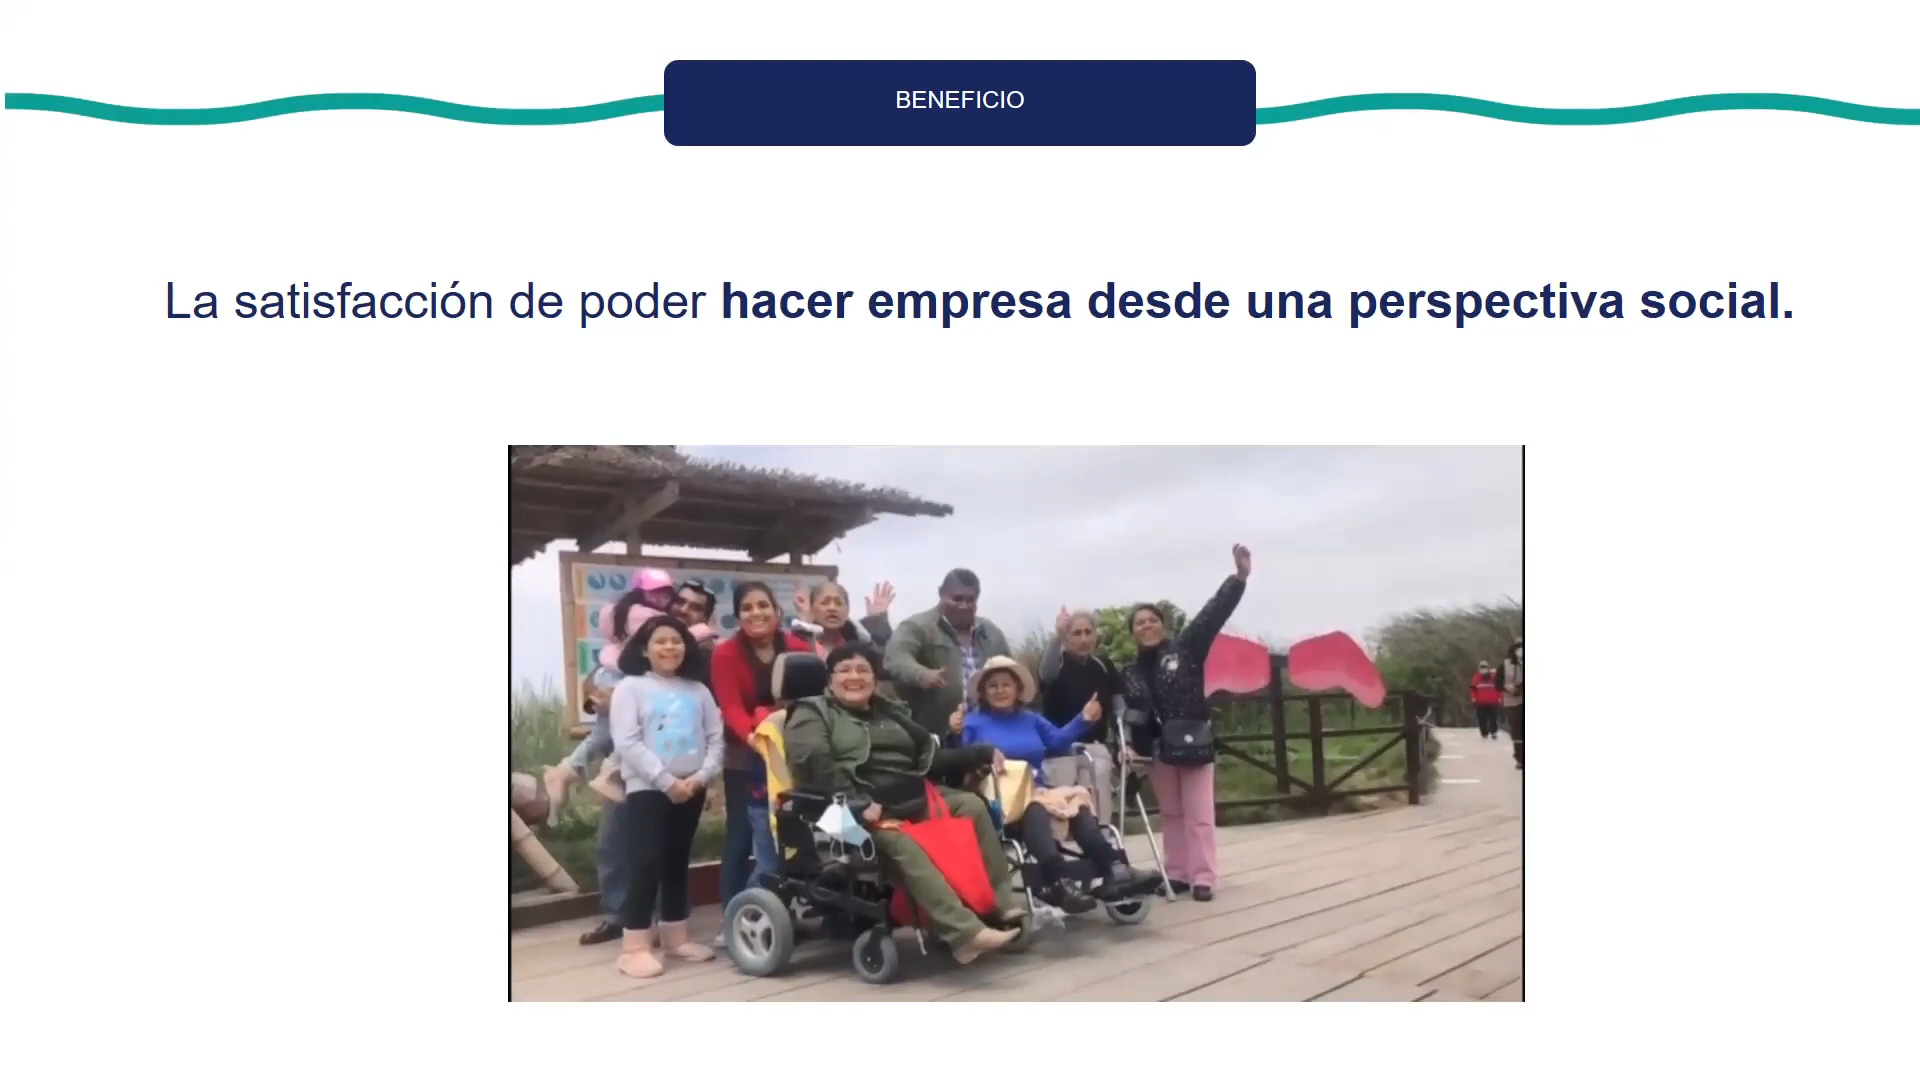 BENEFICIO
La satisfacción de poder hacer empresa desde una perspectiva social.